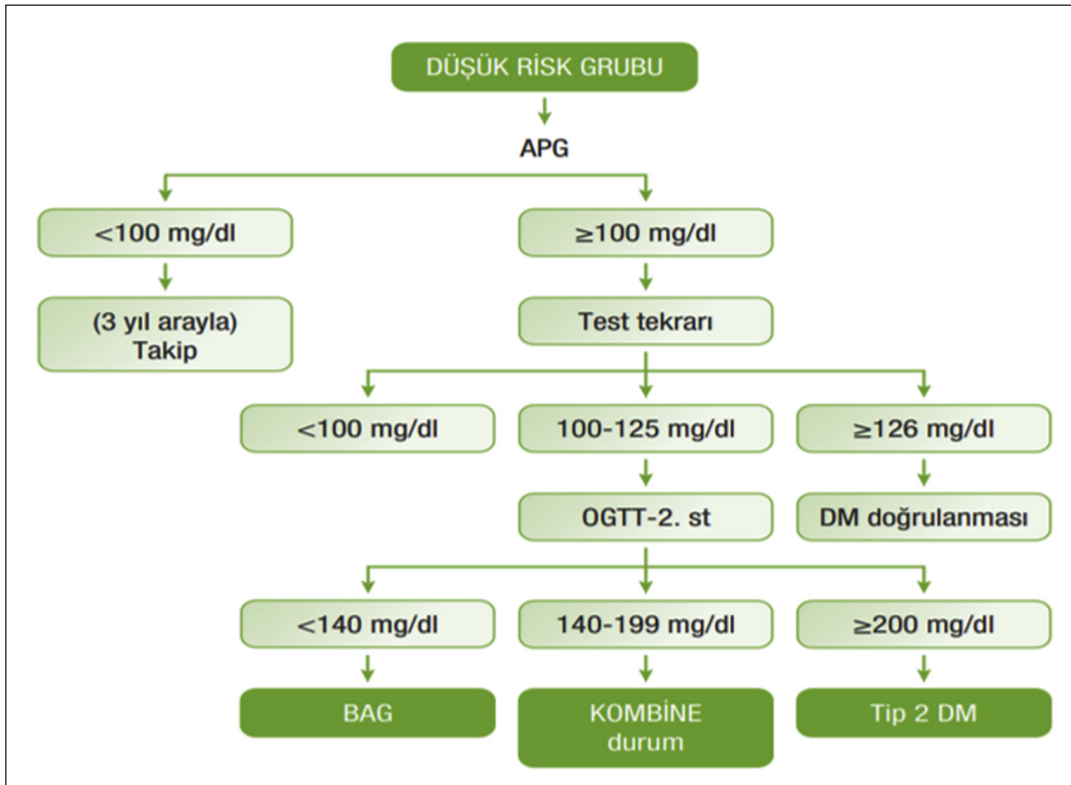 DÜŞÜK RİSK GRUBU
APG
<100 mg/dl
≥100 mg/dl
(3 yıl arayla)
Takip
Test tekrarı
<100 mg/dl
100-125 mg/dl
≥126 mg/dl
OGTT-2. st
DM doğrulanması
<140 mg/dl
140-199 mg/dl
≥200 mg/dl
BAG
KOMBİNE
durum
Tip 2 DM